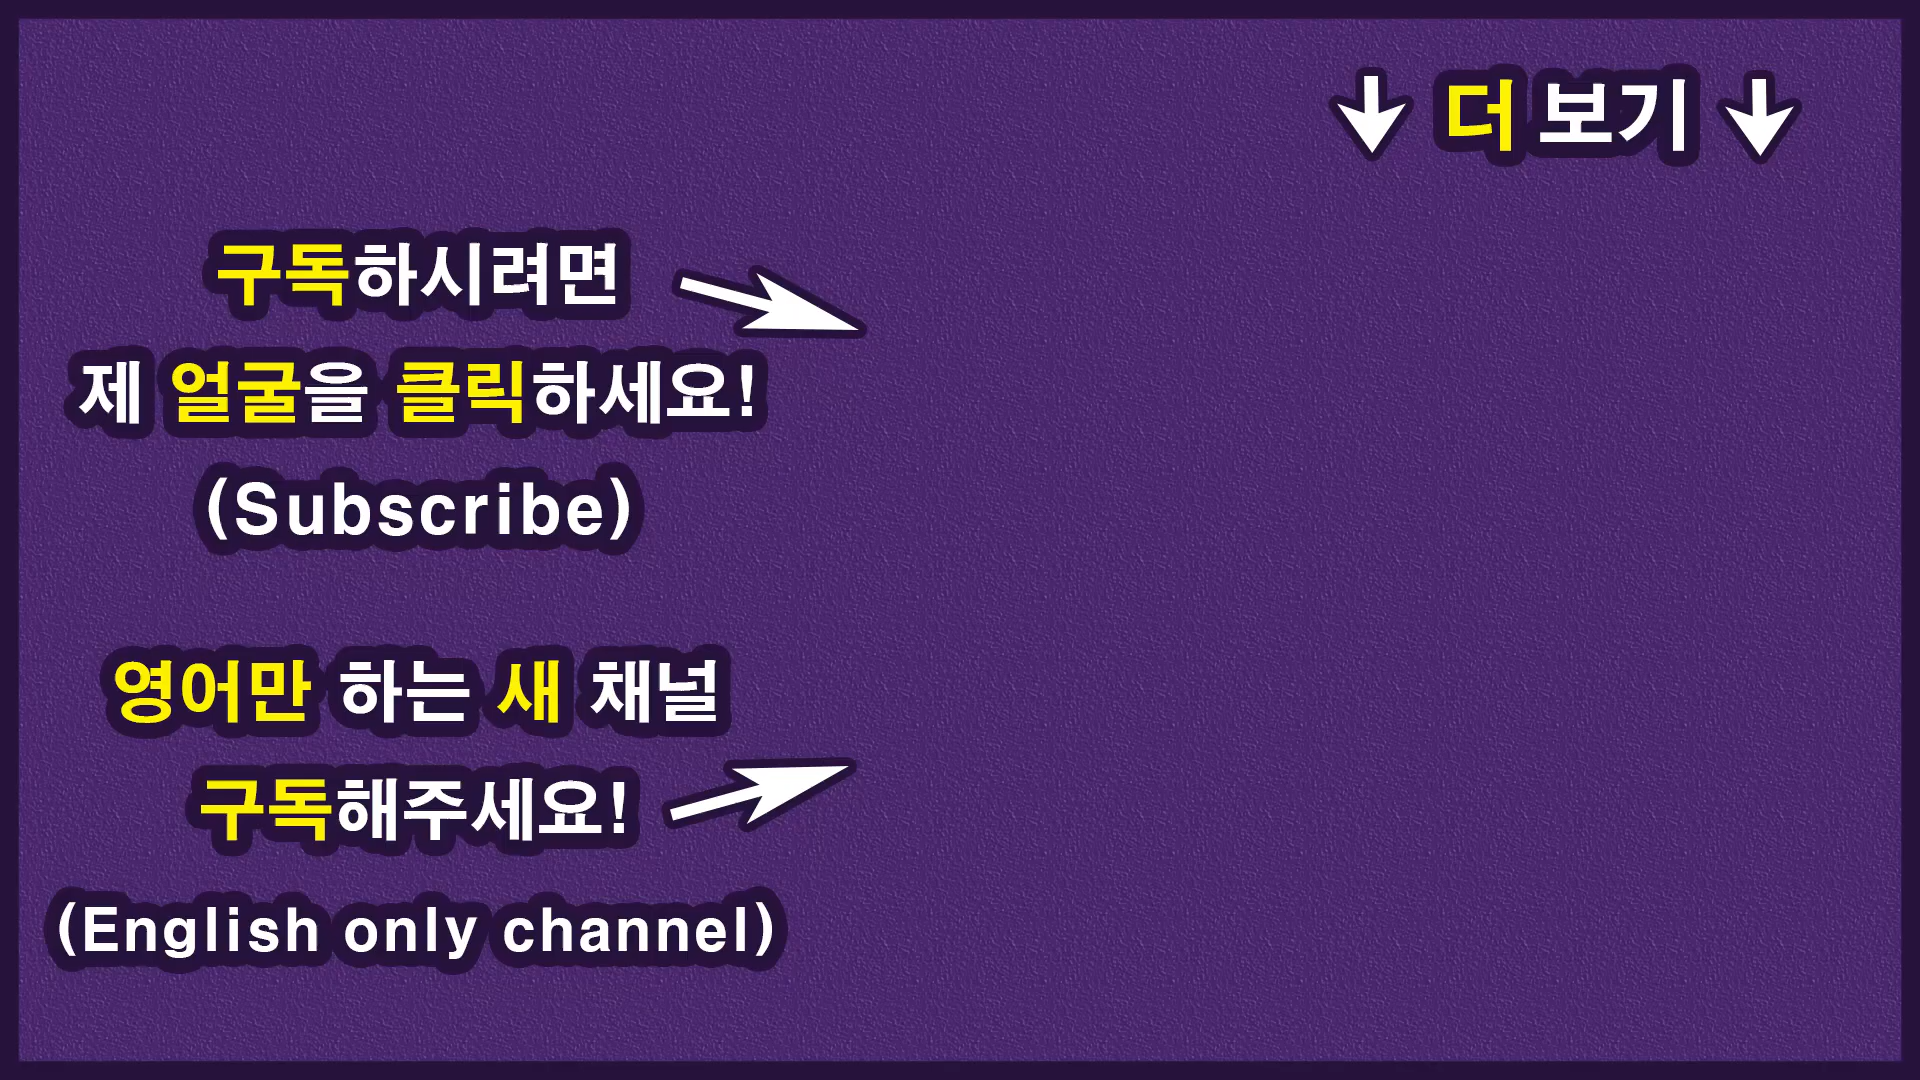 더 보기
구독하시려면
제 얼굴을 클릭하세요!
(Subscribe)
영어만 하는 새 채널
구독해주세요!
(English only channel)